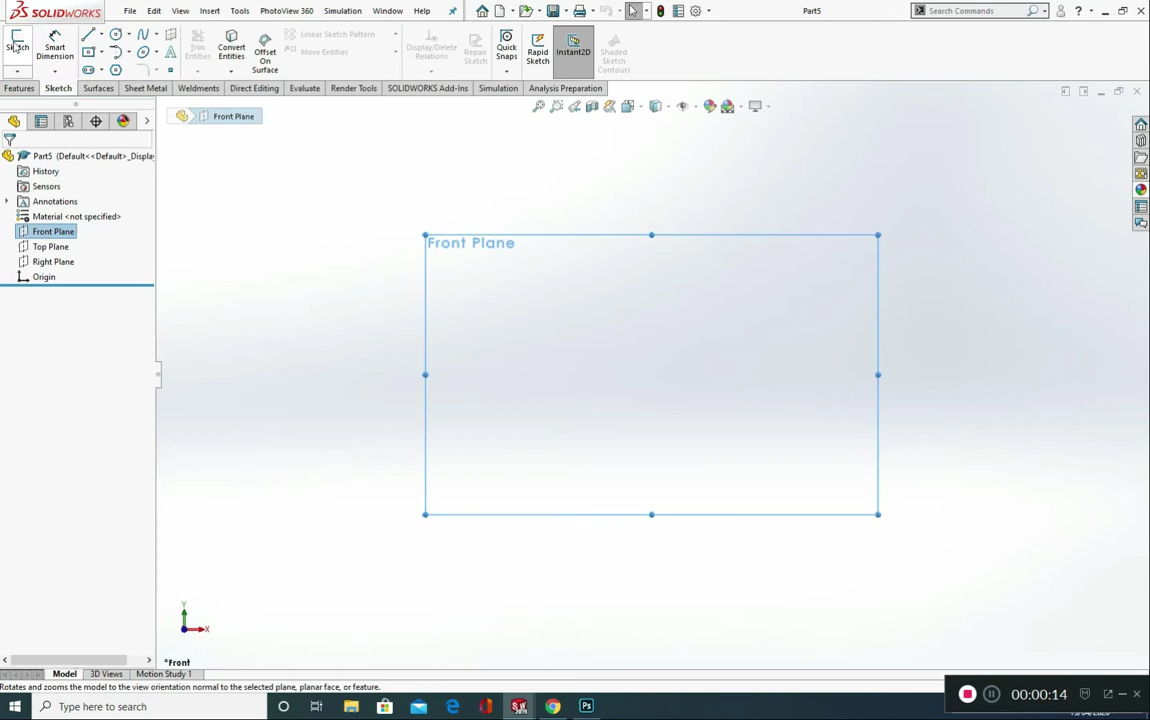 SOLIDWORKS File Edit View Insert Tools PhotoView 360 Simulation Window Help Part5 Search Commands
Sketch Smart Dimension Trim Entities Convert Entities Offset On Surface Linear Sketch Pattern Move Entities Display/Delete Relations Repair Sketch Quick Snaps Rapid Sketch Instant2D Shaded Sketch Contours
Features Sketch Surfaces Sheet Metal Weldments Direct Editing Evaluate Render Tools SOLIDWORKS Add-Ins Simulation Analysis Preparation
Front Plane
Part5 (Default<<Default>_Display
History
Sensors
Annotations
Material <not specified>
Front Plane
Top Plane
Right Plane
Origin
Front Plane
Y
X
*Front
Model 3D Views Motion Study 1
Rotates and zooms the model to the view orientation normal to the selected plane, planar face, or feature.
Type here to search
00:00:14